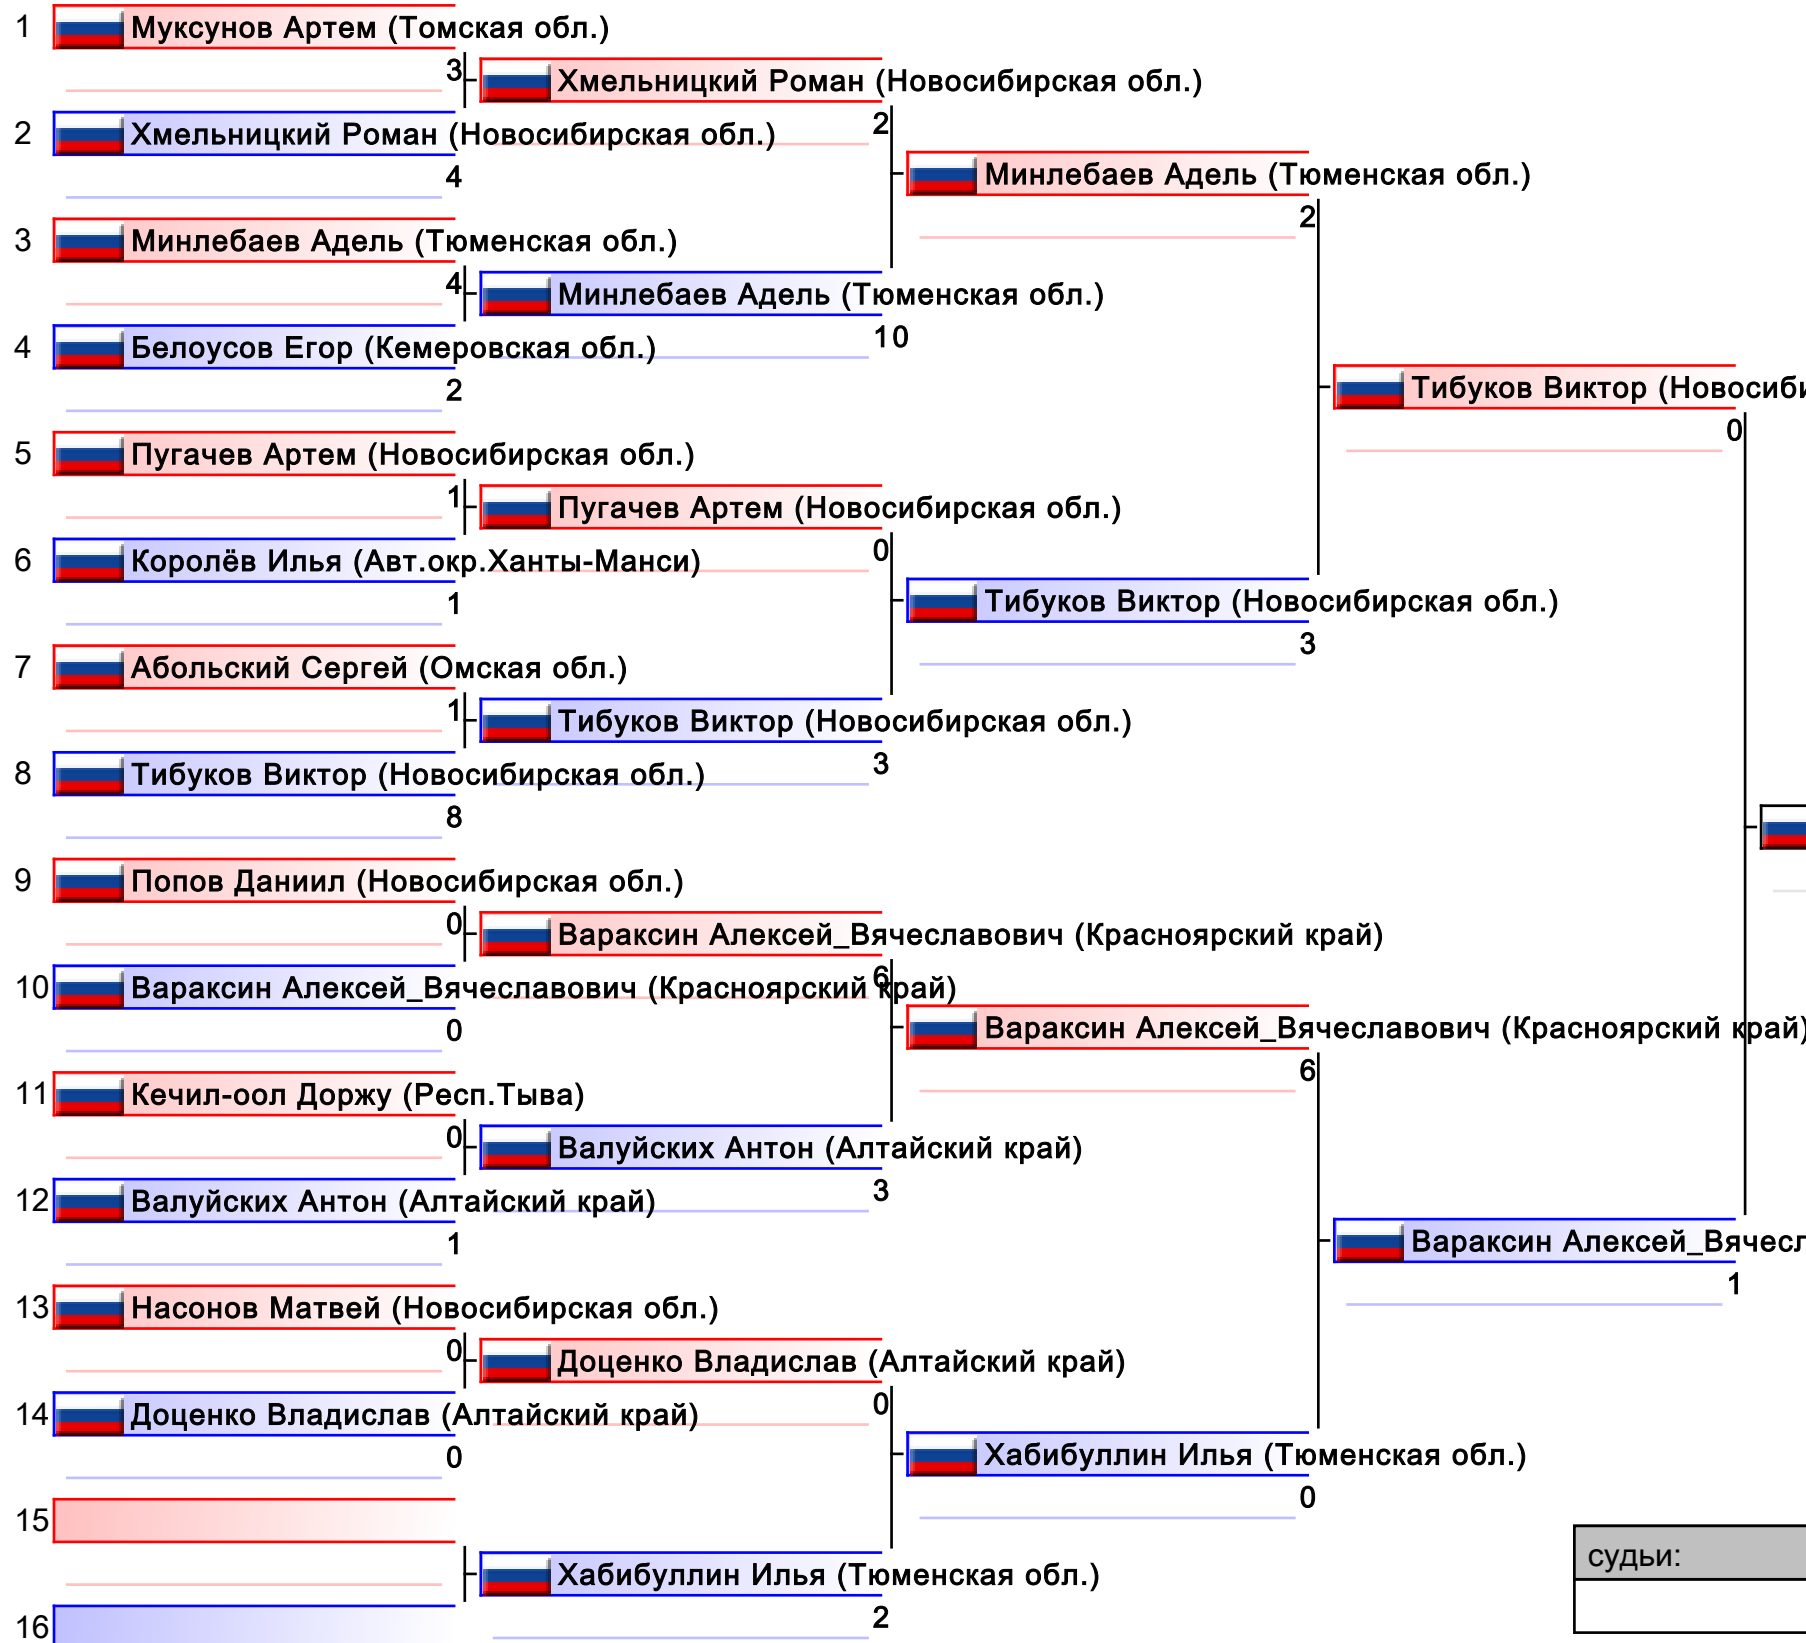 1 Муксунов Артем (Томская обл.)
3
Хмельницкий Роман (Новосибирская обл.)
2
2 Хмельницкий Роман (Новосибирская обл.)
4
Минлебаев Адель (Тюменская обл.)
2
3 Минлебаев Адель (Тюменская обл.)
4
Минлебаев Адель (Тюменская обл.)
10
4 Белоусов Егор (Кемеровская обл.)
2
Тибуков Виктор (Новосиби
0
5 Пугачев Артем (Новосибирская обл.)
1
Пугачев Артем (Новосибирская обл.)
0
6 Королёв Илья (Авт.окр.Ханты-Манси)
1
Тибуков Виктор (Новосибирская обл.)
3
7 Абольский Сергей (Омская обл.)
1
Тибуков Виктор (Новосибирская обл.)
3
8 Тибуков Виктор (Новосибирская обл.)
8
9 Попов Даниил (Новосибирская обл.)
0
Вараксин Алексей_Вячеславович (Красноярский край)
6
10 Вараксин Алексей_Вячеславович (Красноярский край)
0
Вараксин Алексей_Вячеславович (Красноярский край)
6
11 Кечил-оол Доржу (Респ.Тыва)
0
Валуйских Антон (Алтайский край)
3
12 Валуйских Антон (Алтайский край)
1
Вараксин Алексей_Вячесл
1
13 Насонов Матвей (Новосибирская обл.)
0
Доценко Владислав (Алтайский край)
0
14 Доценко Владислав (Алтайский край)
0
Хабибуллин Илья (Тюменская обл.)
0
15
Хабибуллин Илья (Тюменская обл.)
2
16
судьи: